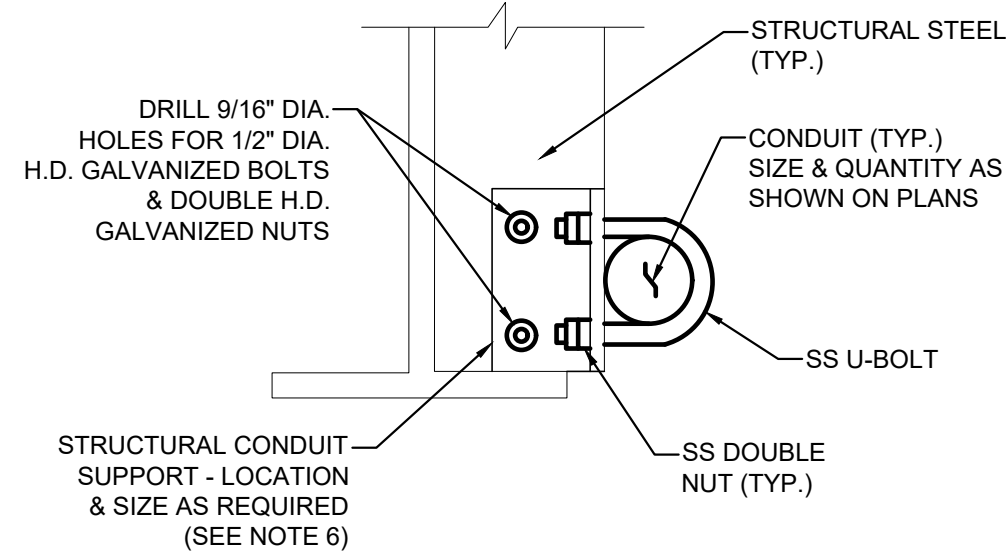 STRUCTURAL STEEL
(TYP.)
DRILL 9/16" DIA.
HOLES FOR 1/2" DIA.
H.D. GALVANIZED BOLTS
& DOUBLE H.D.
GALVANIZED NUTS
CONDUIT (TYP.)
SIZE & QUANTITY AS
SHOWN ON PLANS
SS U-BOLT
STRUCTURAL CONDUIT
SUPPORT - LOCATION
& SIZE AS REQUIRED
(SEE NOTE 6)
SS DOUBLE
NUT (TYP.)